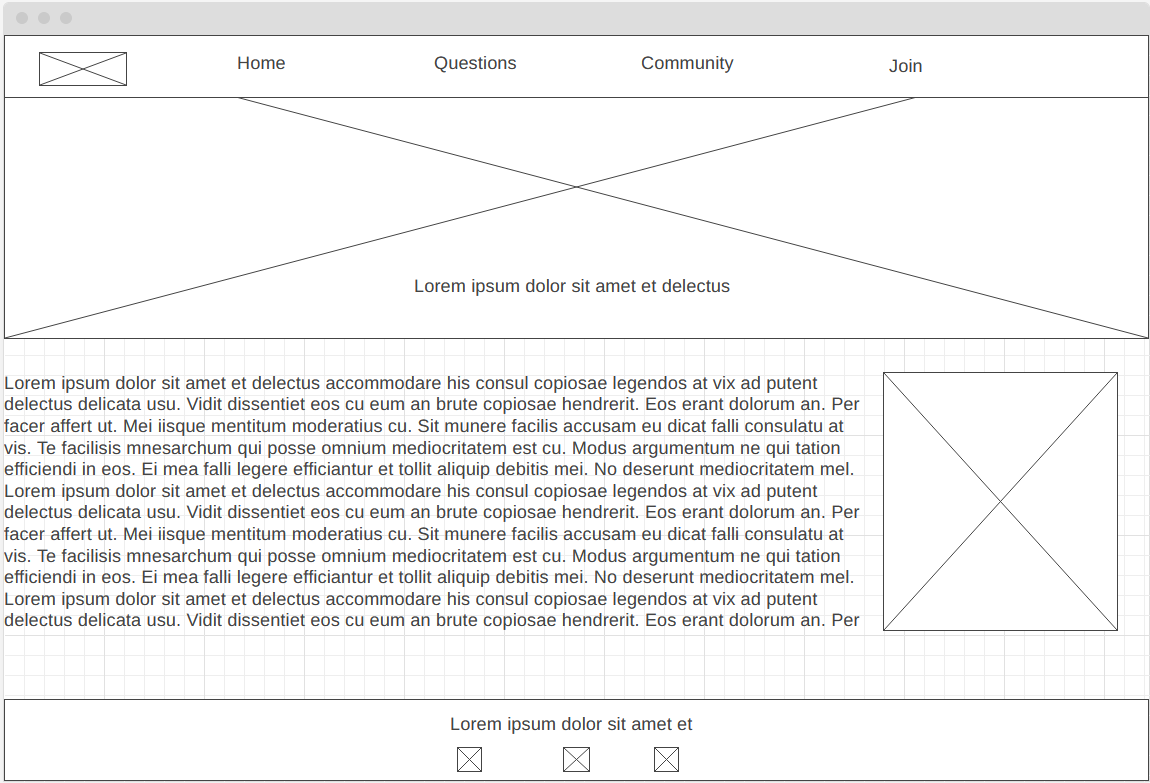 Home Questions Community Join
Lorem ipsum dolor sit amet et delectus
Lorem ipsum dolor sit amet et delectus accommodare his consul copiosae legendos at vix ad putent
delectus delicata usu. Vidit dissentiet eos cu eum an brute copiosae hendrerit. Eos erant dolorum an. Per
facer affert ut. Mei iisque mentitum moderatius cu. Sit munere facilis accusam eu dicat falli consulatu at
vis. Te facilisis mnesarchum qui posse omnium mediocritatem est cu. Modus argumentum ne qui tation
efficiendi in eos. Ei mea falli legere efficiantur et tollit aliquip debitis mei. No deserunt mediocritatem mel.
Lorem ipsum dolor sit amet et delectus accommodare his consul copiosae legendos at vix ad putent
delectus delicata usu. Vidit dissentiet eos cu eum an brute copiosae hendrerit. Eos erant dolorum an. Per
facer affert ut. Mei iisque mentitum moderatius cu. Sit munere facilis accusam eu dicat falli consulatu at
vis. Te facilisis mnesarchum qui posse omnium mediocritatem est cu. Modus argumentum ne qui tation
efficiendi in eos. Ei mea falli legere efficiantur et tollit aliquip debitis mei. No deserunt mediocritatem mel.
Lorem ipsum dolor sit amet et delectus accommodare his consul copiosae legendos at vix ad putent
delectus delicata usu. Vidit dissentiet eos cu eum an brute copiosae hendrerit. Eos erant dolorum an. Per
Lorem ipsum dolor sit amet et